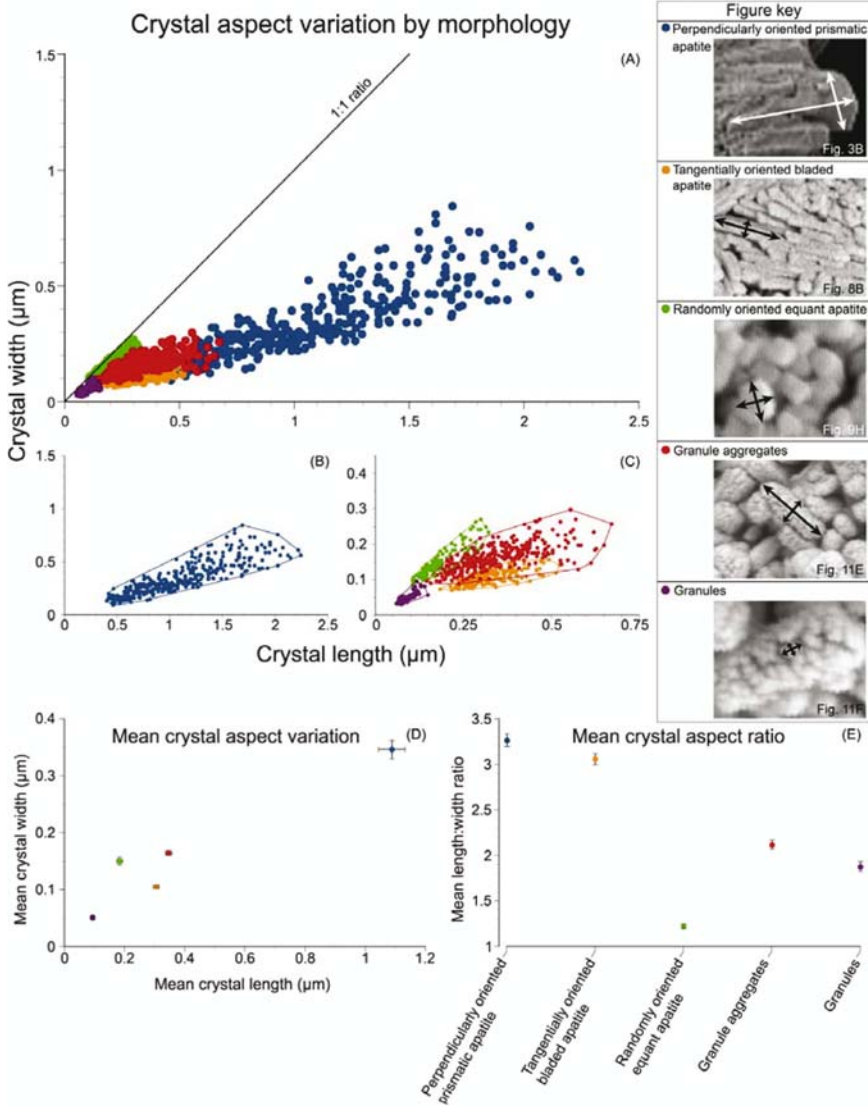 Crystal aspect variation by morphology
(A)
1:1 ratio
1.5
1
0.5
0
0
0.5
1
1.5
2
2.5
Crystal width (µm)
(B)
1.5
1
0.5
0
0
0.5
1
1.5
2
2.5
(C)
0.4
0.3
0.2
0.1
0
0
0.25
0.5
0.75
Crystal length (µm)
Mean crystal aspect variation
(D)
0.4
0.3
0.2
0.1
0
0
0.2
0.4
0.6
0.8
1
1.2
Mean crystal width (µm)
Mean crystal length (µm)
Mean crystal aspect ratio
(E)
3.5
3
2.5
2
1.5
1
Mean length:width ratio
Perpendicularly oriented
prismatic apatite
Tangentially oriented
bladed apatite
Randomly oriented
equant apatite
Granule aggregates
Granules
Figure key
Perpendicularly oriented prismatic
apatite
Fig. 3B
Tangentially oriented bladed
apatite
Fig. 8B
Randomly oriented equant apatite
Fig. 9H
Granule aggregates
Fig. 11E
Granules
Fig. 11F